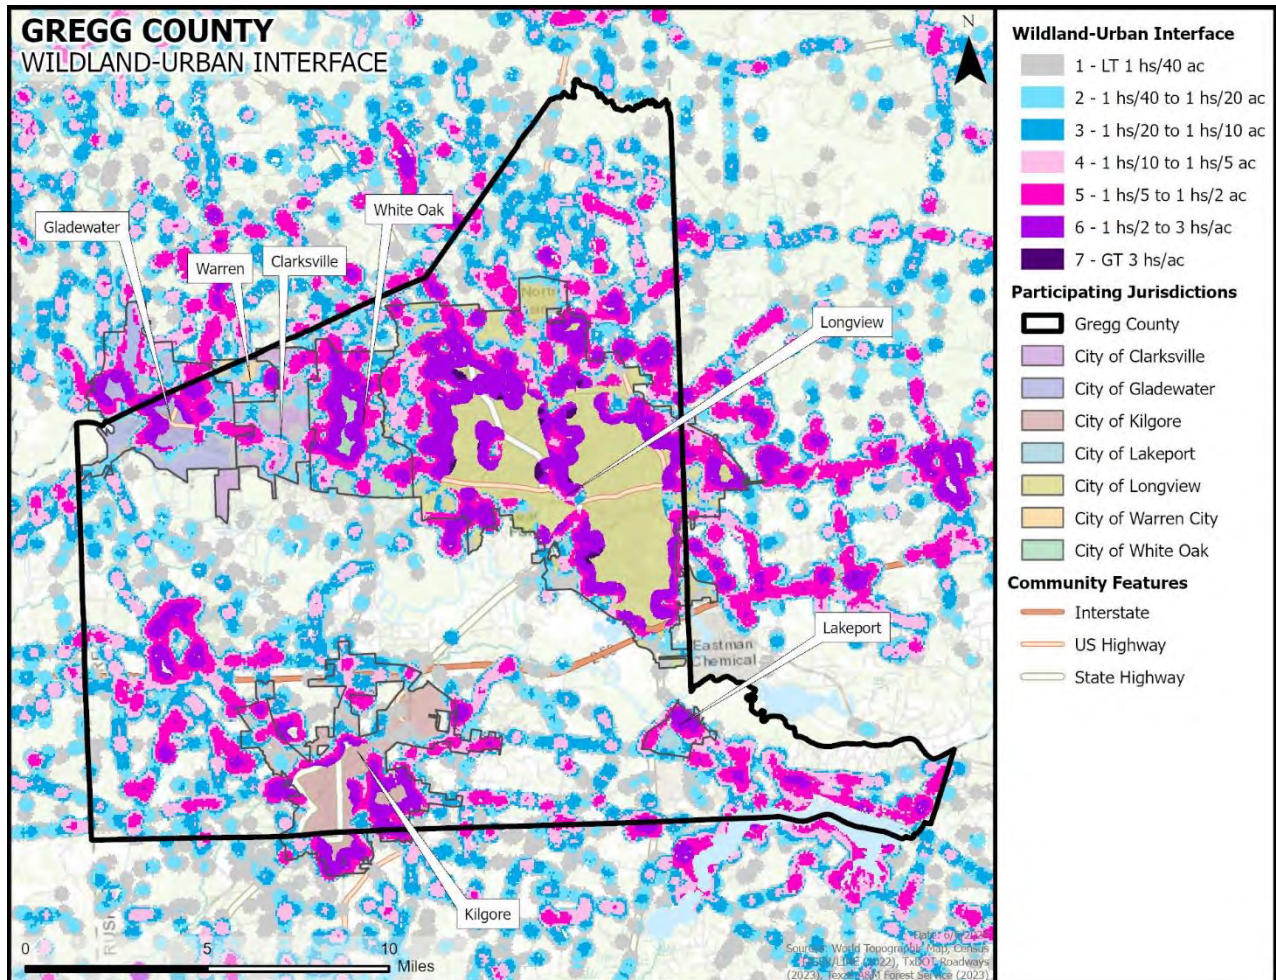 GREGG COUNTY
WILDLAND-URBAN INTERFACE
N
Gladewater
Warren
Clarksville
White Oak
Longview
Lakeport
Kilgore
Eastman
Chemical
0 5 10
Miles
Sources: World Topographic Map, Census
(2022), TxDOT Roadways
(2023), Texas A&M Forest Service (2023)
Wildland-Urban Interface
1 - LT 1 hs/40 ac
2 - 1 hs/40 to 1 hs/20 ac
3 - 1 hs/20 to 1 hs/10 ac
4 - 1 hs/10 to 1 hs/5 ac
5 - 1 hs/5 to 1 hs/2 ac
6 - 1 hs/2 to 3 hs/ac
7 - GT 3 hs/ac
Participating Jurisdictions
Gregg County
City of Clarksville
City of Gladewater
City of Kilgore
City of Lakeport
City of Longview
City of Warren City
City of White Oak
Community Features
Interstate
US Highway
State Highway